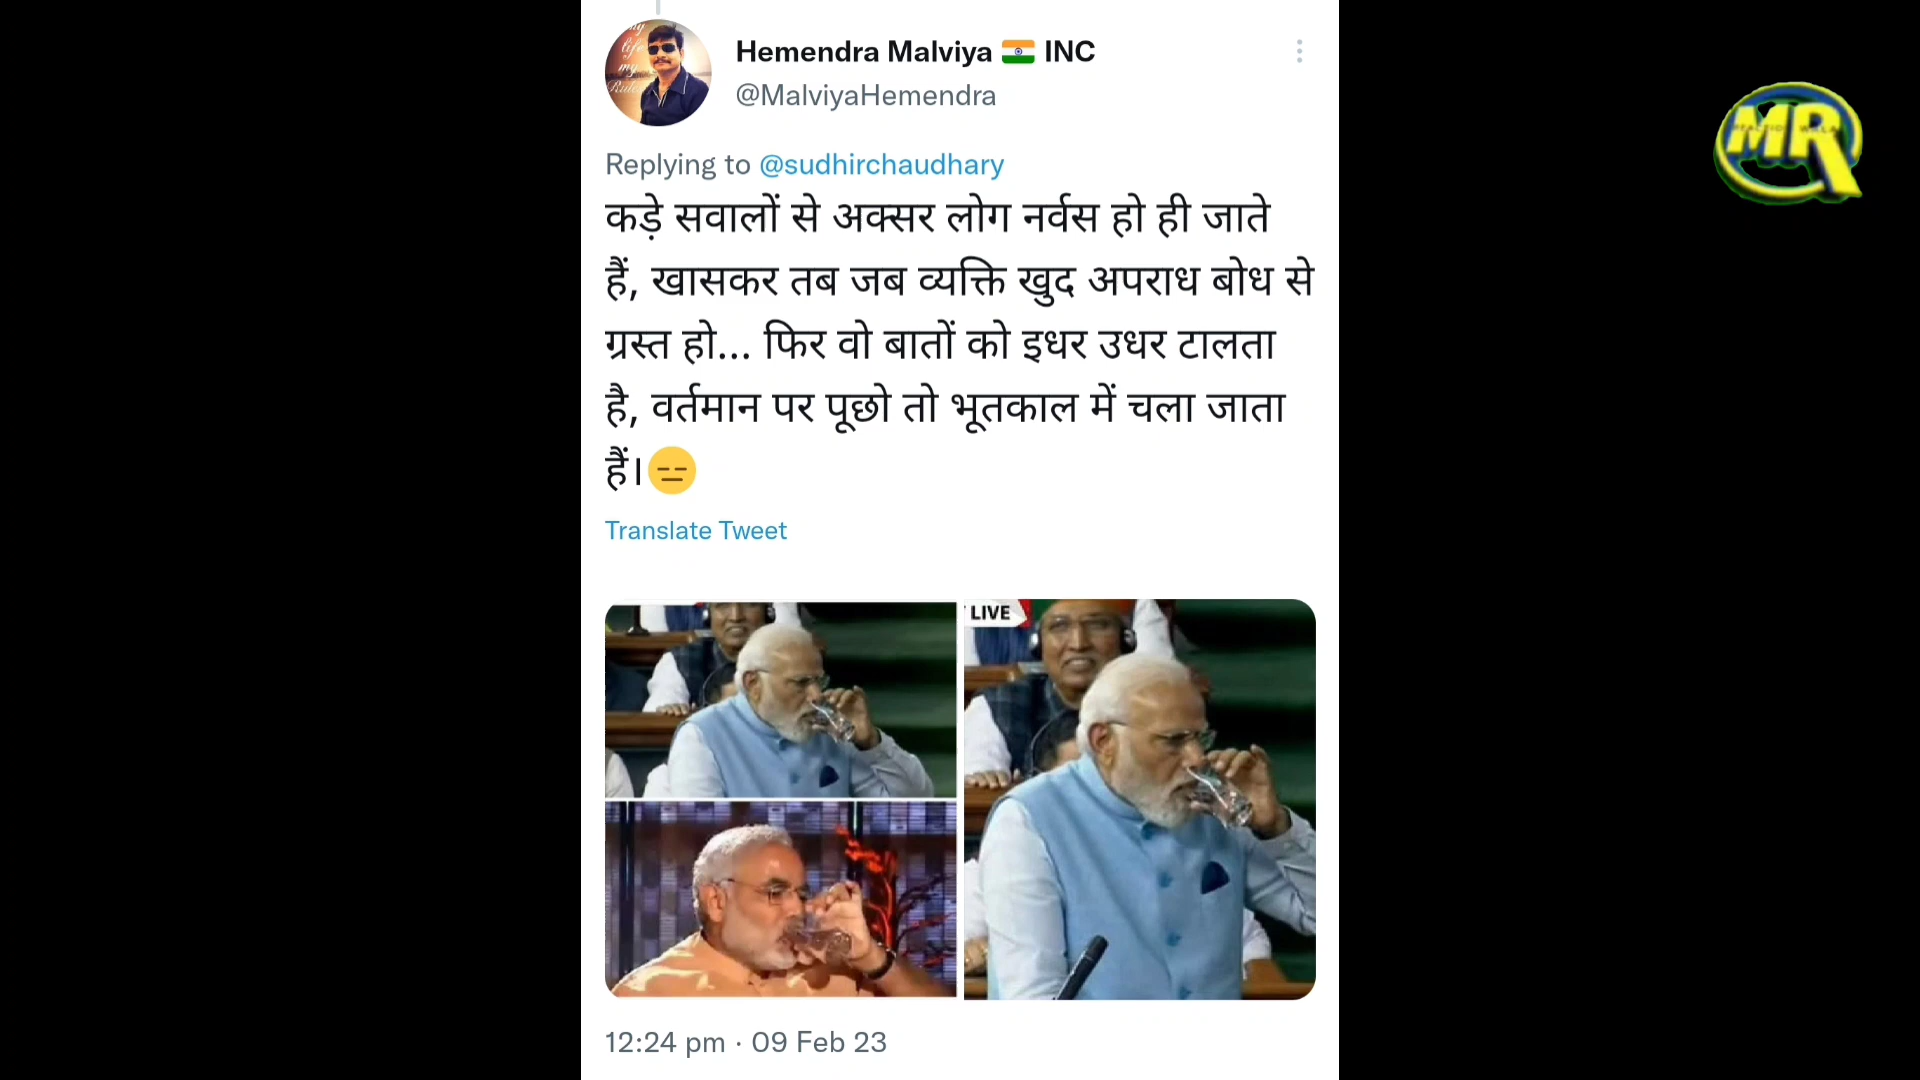 Hemendra Malviya 🇮🇳 INC
@MalviyaHemendra
Replying to @sudhirchaudhary
कड़े सवालों से अक्सर लोग नर्वस हो ही जाते
हैं, खासकर तब जब व्यक्ति खुद अपराध बोध से
ग्रस्त हो... फिर वो बातों को इधर उधर टालता
है, वर्तमान पर पूछो तो भूतकाल में चला जाता
हैं।😑
Translate Tweet
LIVE
12:24 pm · 09 Feb 23
MR